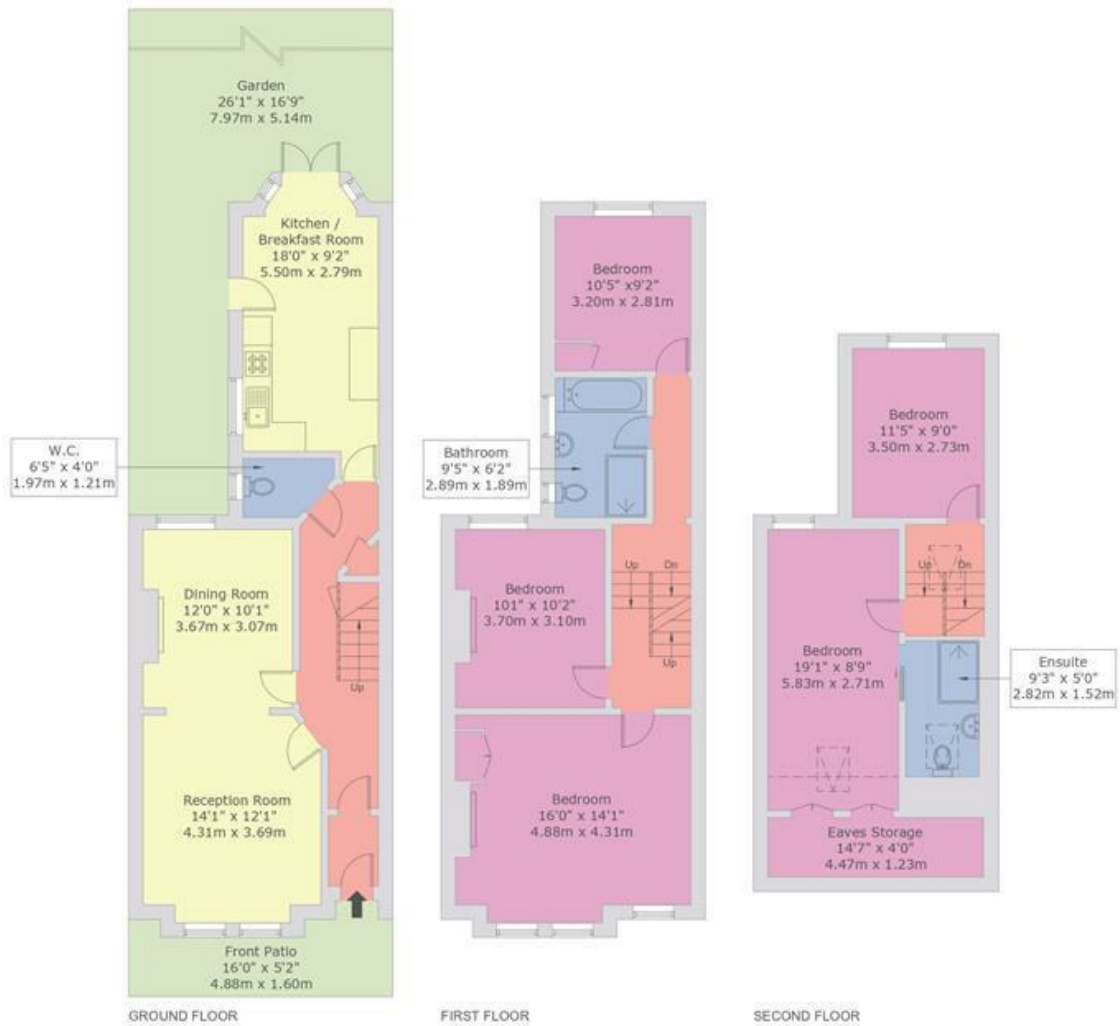 Garden
26'1" x 16'9"
7.97m x 5.14m
Kitchen /
Breakfast Room
18'0" x 9'2"
5.50m x 2.79m
W.C.
6'5" x 4'0"
1.97m x 1.21m
Dining Room
12'0" x 10'1"
3.67m x 3.07m
Up
Reception Room
14'1" x 12'1"
4.31m x 3.69m
Front Patio
16'0" x 5'2"
4.88m x 1.60m
GROUND FLOOR
Bedroom
10'5" x9'2"
3.20m x 2.81m
Bathroom
9'5" x 6'2"
2.89m x 1.89m
Up
Dn
Bedroom
101" x 10'2"
3.70m x 3.10m
Up
Bedroom
16'0" x 14'1"
4.88m x 4.31m
FIRST FLOOR
Bedroom
11'5" x 9'0"
3.50m x 2.73m
Up
Dn
Bedroom
19'1" x 8'9"
5.83m x 2.71m
Ensuite
9'3" x 5'0"
2.82m x 1.52m
Eaves Storage
14'7" x 4'0"
4.47m x 1.23m
SECOND FLOOR